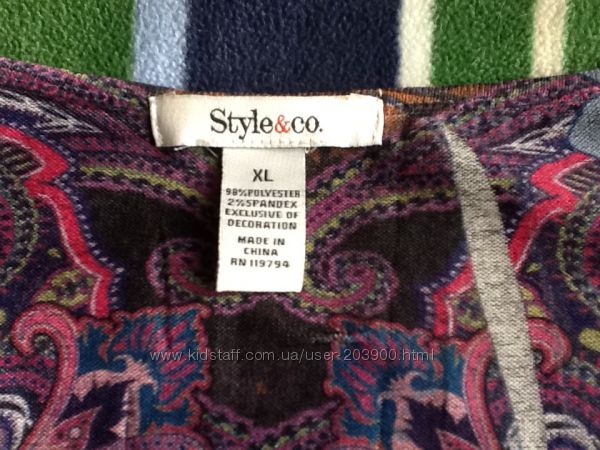 Style&co.
XL
98%POLYESTER
2%SPANDEX
EXCLUSIVE OF
DECORATION
MADE IN
CHINA
RN 119794
www.kidstaff.com.ua/user-203900.html